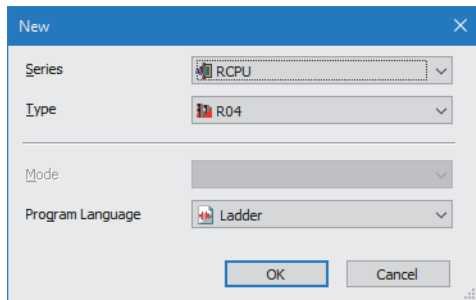 New
Series RCPU
Type R04
Mode
Program Language Ladder
OK Cancel